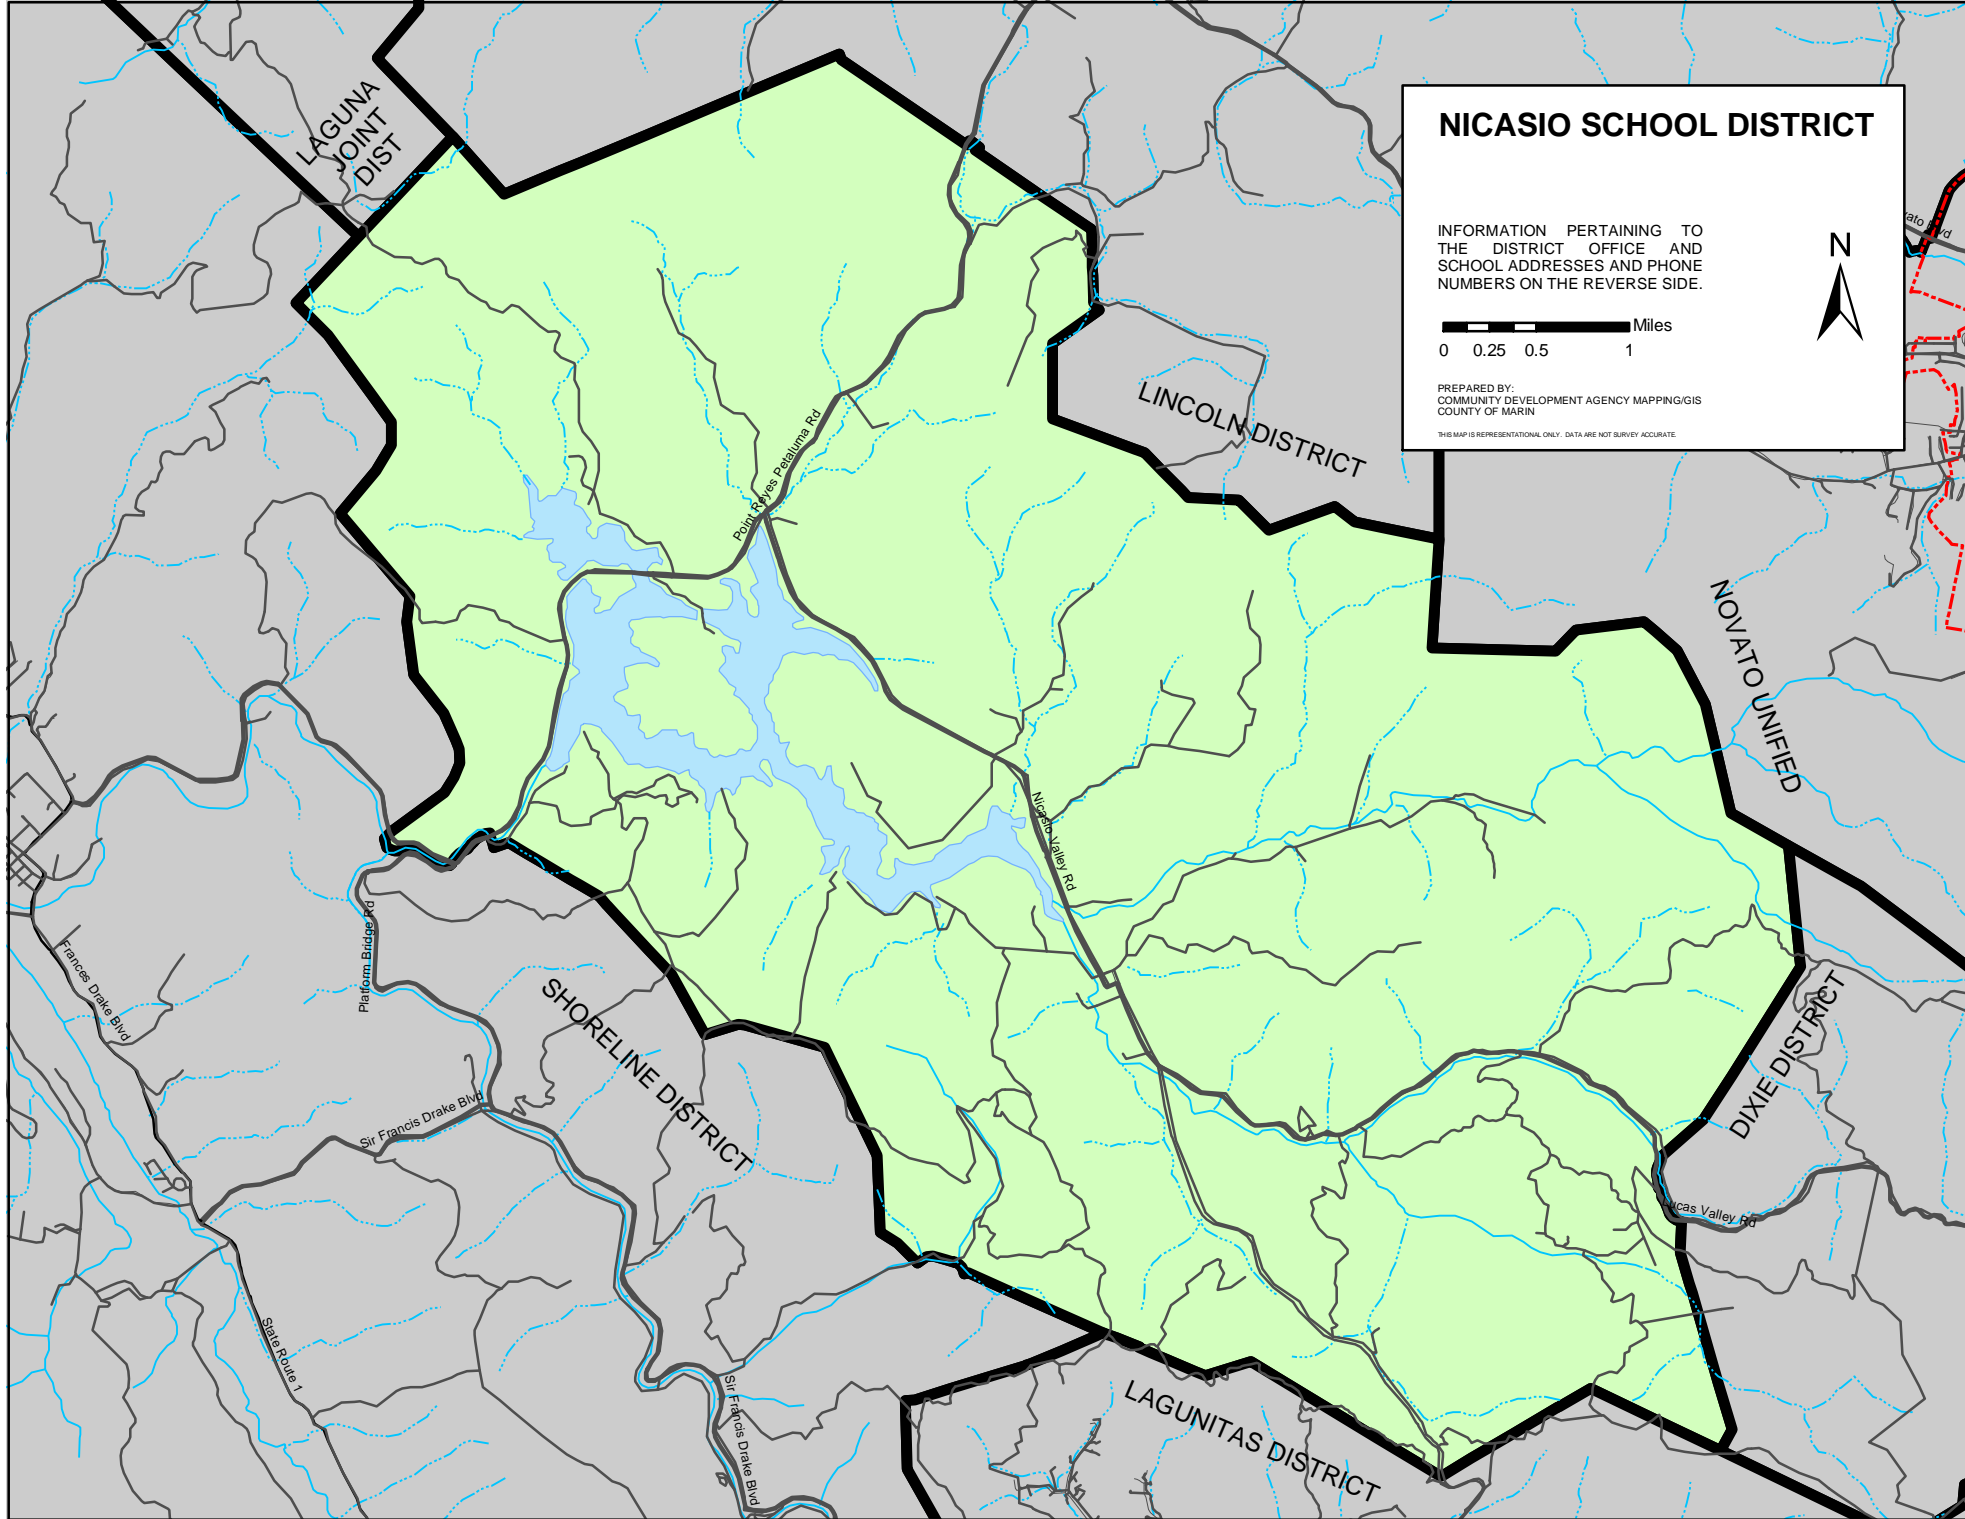 LAGUNA
JOINT
DIST
NICASIO SCHOOL DISTRICT
INFORMATION PERTAINING TO
THE DISTRICT OFFICE AND
SCHOOL ADDRESSES AND PHONE
NUMBERS ON THE REVERSE SIDE.
N
Miles
0 0.25 0.5 1
PREPARED BY:
COMMUNITY DEVELOPMENT AGENCY MAPPING/GIS
COUNTY OF MARIN
THIS MAP IS REPRESENTATIONAL ONLY. DATA ARE NOT SURVEY ACCURATE.
vato Blvd
LINCOLN DISTRICT
Point Reyes Petaluma Rd
NOVATO UNIFIED
Nicasio Valley Rd
Platform Bridge Rd
Frances Drake Blvd
SHORELINE DISTRICT
DIXIE DISTRICT
Sir Francis Drake Blvd
Lucas Valley Rd
State Route 1
Sir Francis Drake Blvd
LAGUNITAS DISTRICT